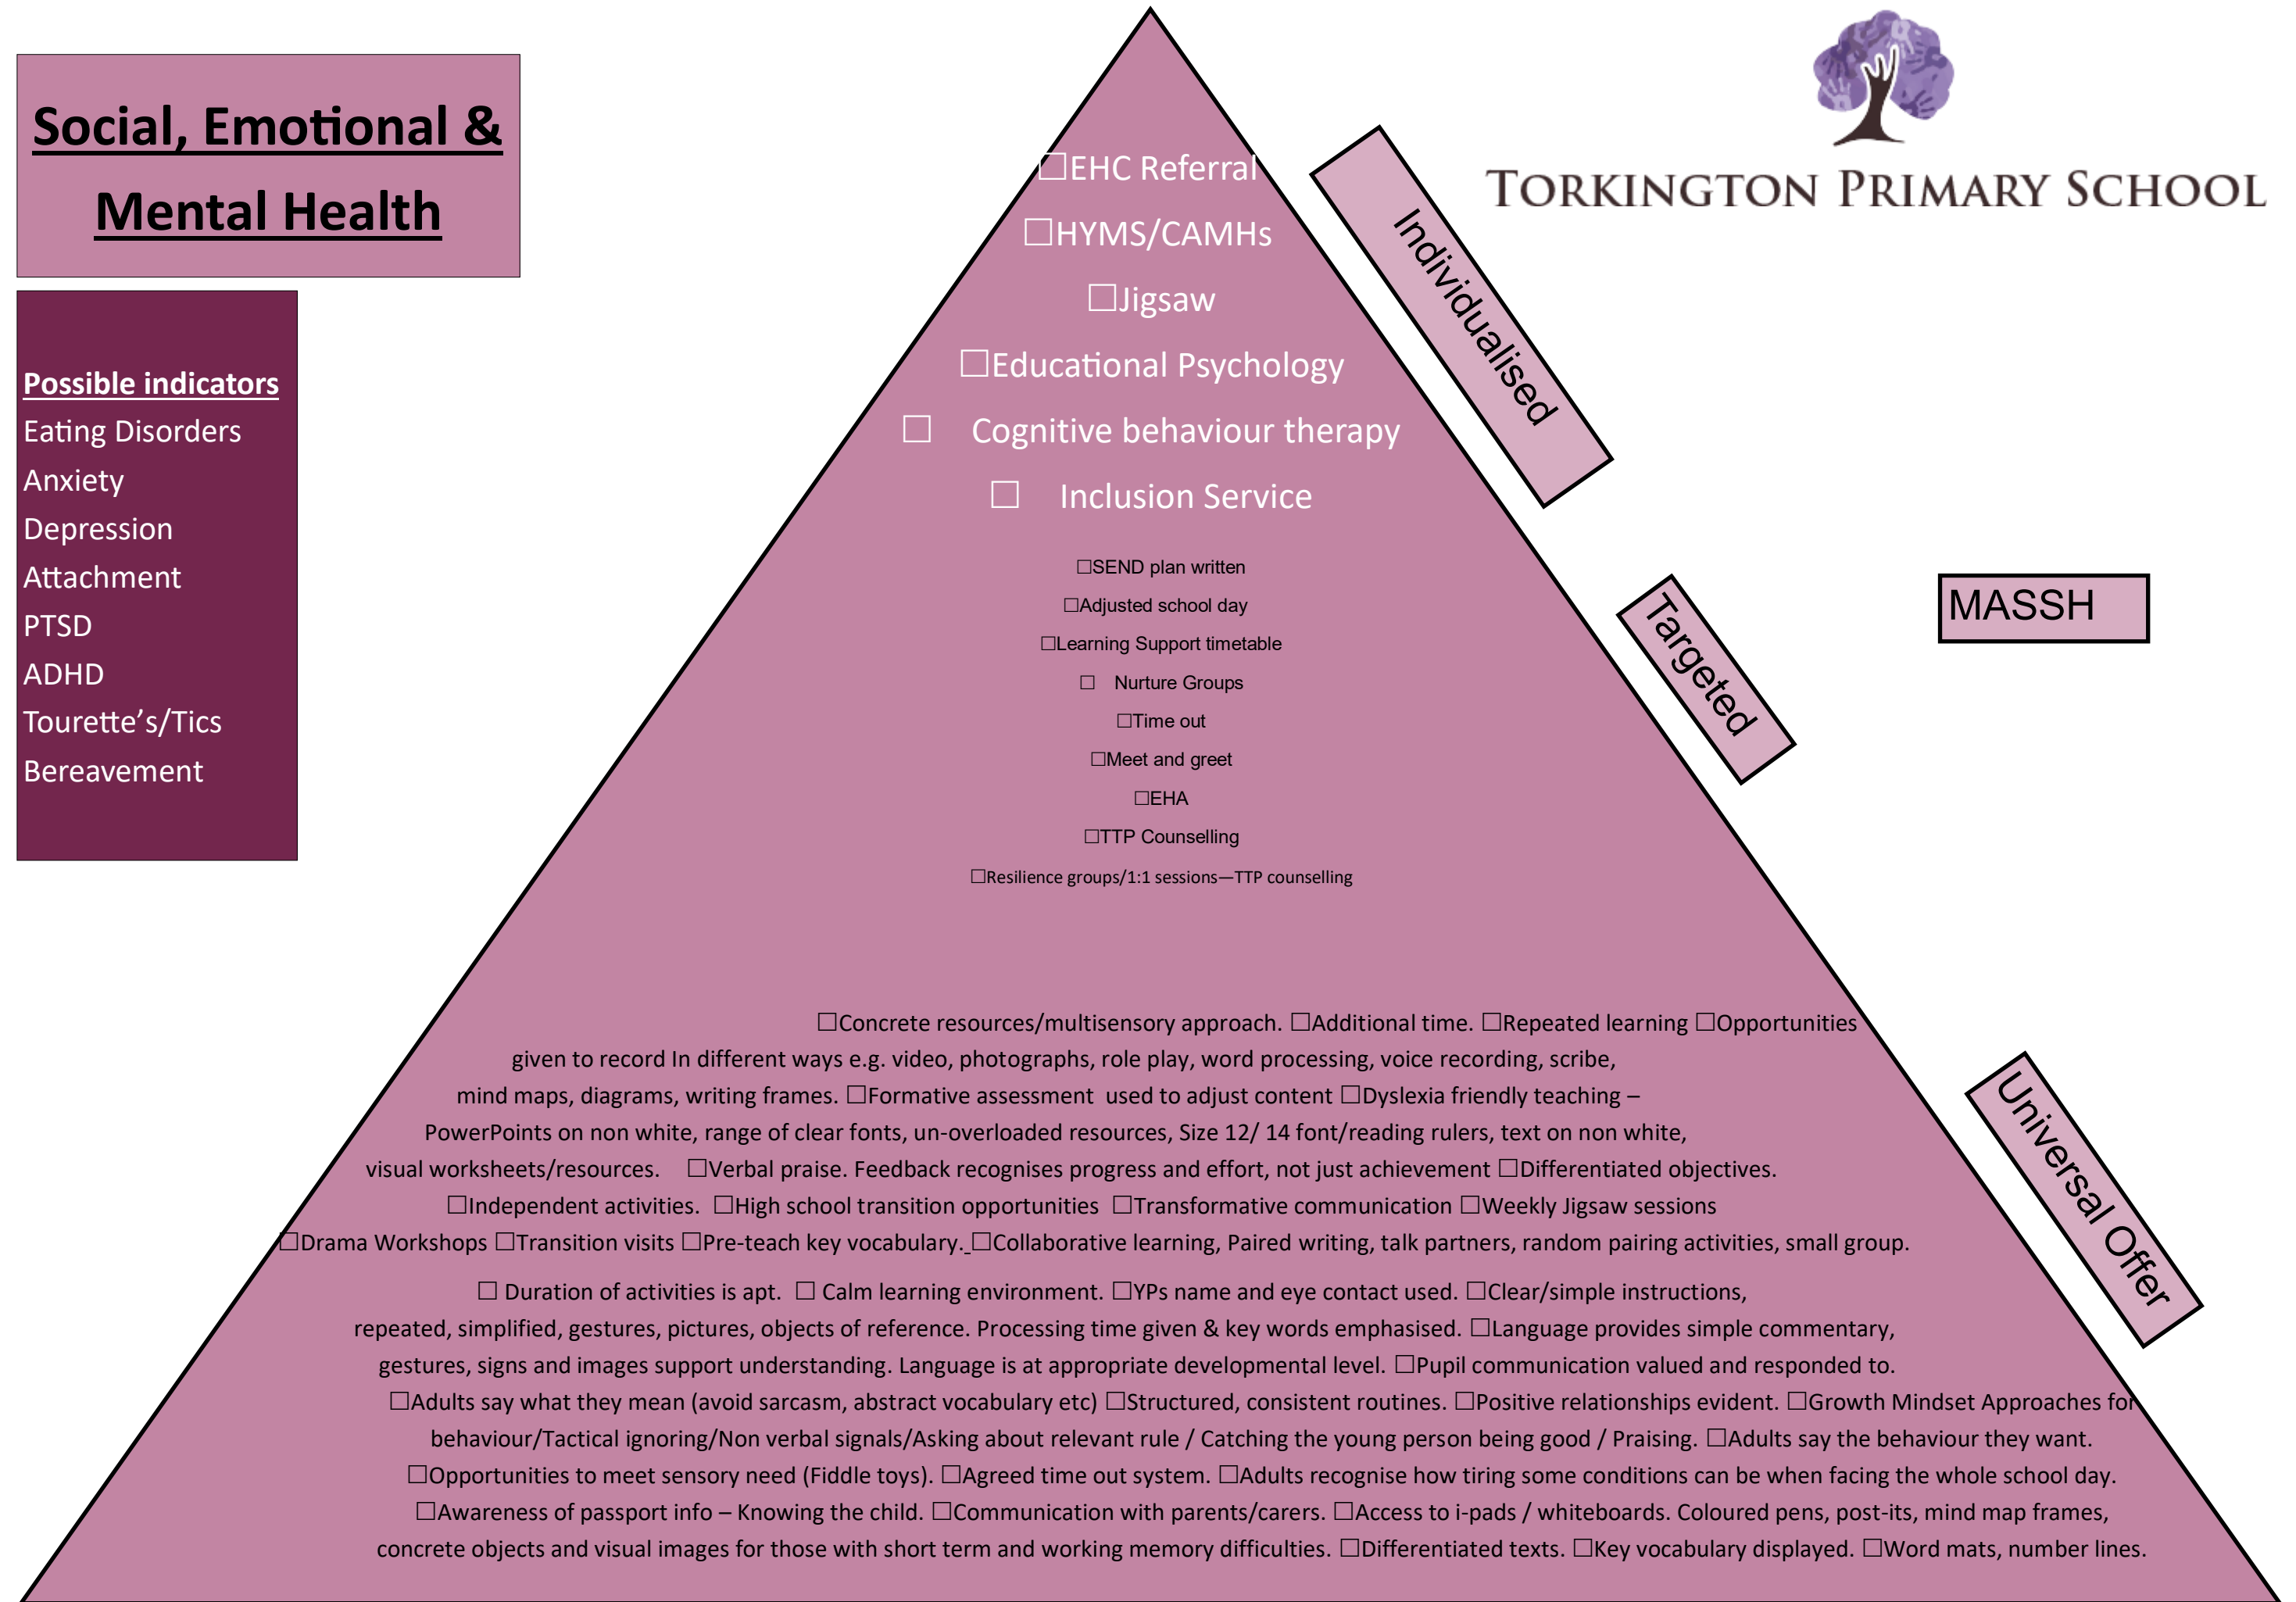 Social, Emotional &
Mental Health
TORKINGTON PRIMARY SCHOOL
Possible indicators
Eating Disorders
Anxiety
Depression
Attachment
PTSD
ADHD
Tourette’s/Tics
Bereavement
☐EHC Referral
☐HYMS/CAMHs
☐Jigsaw
☐Educational Psychology
☐ Cognitive behaviour therapy
☐ Inclusion Service
Individualised
☐SEND plan written
☐Adjusted school day
☐Learning Support timetable
☐ Nurture Groups
☐Time out
☐Meet and greet
☐EHA
☐TTP Counselling
☐Resilience groups/1:1 sessions—TTP counselling
Targeted
MASSH
☐Concrete resources/multisensory approach. ☐Additional time. ☐Repeated learning ☐Opportunities
given to record In different ways e.g. video, photographs, role play, word processing, voice recording, scribe,
mind maps, diagrams, writing frames. ☐Formative assessment used to adjust content ☐Dyslexia friendly teaching –
PowerPoints on non white, range of clear fonts, un-overloaded resources, Size 12/ 14 font/reading rulers, text on non white,
visual worksheets/resources. ☐Verbal praise. Feedback recognises progress and effort, not just achievement ☐Differentiated objectives.
☐Independent activities. ☐High school transition opportunities ☐Transformative communication ☐Weekly Jigsaw sessions
☐Drama Workshops ☐Transition visits ☐Pre-teach key vocabulary. ☐Collaborative learning, Paired writing, talk partners, random pairing activities, small group.
☐ Duration of activities is apt. ☐ Calm learning environment. ☐YPs name and eye contact used. ☐Clear/simple instructions,
repeated, simplified, gestures, pictures, objects of reference. Processing time given & key words emphasised. ☐Language provides simple commentary,
gestures, signs and images support understanding. Language is at appropriate developmental level. ☐Pupil communication valued and responded to.
☐Adults say what they mean (avoid sarcasm, abstract vocabulary etc) ☐Structured, consistent routines. ☐Positive relationships evident. ☐Growth Mindset Approaches for
behaviour/Tactical ignoring/Non verbal signals/Asking about relevant rule / Catching the young person being good / Praising. ☐Adults say the behaviour they want.
☐Opportunities to meet sensory need (Fiddle toys). ☐Agreed time out system. ☐Adults recognise how tiring some conditions can be when facing the whole school day.
☐Awareness of passport info – Knowing the child. ☐Communication with parents/carers. ☐Access to i-pads / whiteboards. Coloured pens, post-its, mind map frames,
concrete objects and visual images for those with short term and working memory difficulties. ☐Differentiated texts. ☐Key vocabulary displayed. ☐Word mats, number lines.
Universal Offer